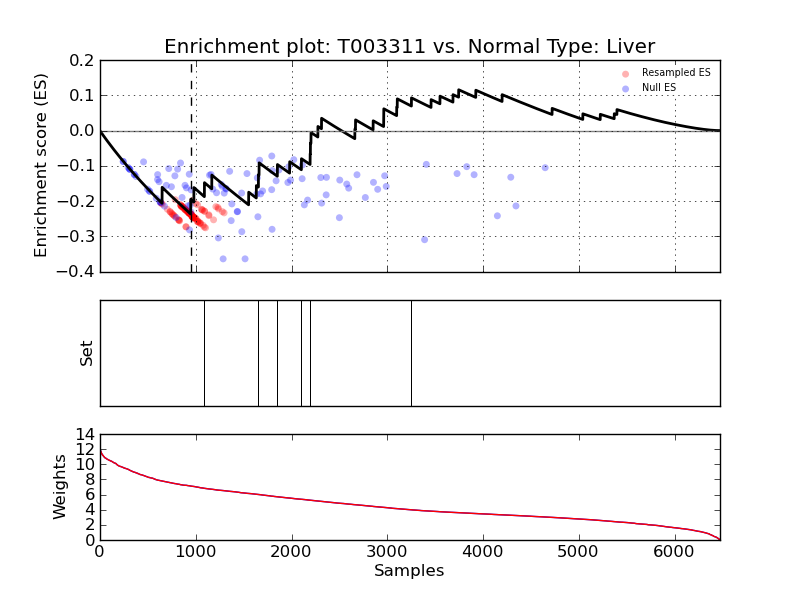 Enrichment plot: T003311 vs. Normal Type: Liver
Enrichment score (ES)
0.2
0.1
0.0
−0.1
−0.2
−0.3
−0.4
Resampled ES
Null ES
Set
Weights
14
12
10
8
6
4
2
0
0 1000 2000 3000 4000 5000 6000
Samples